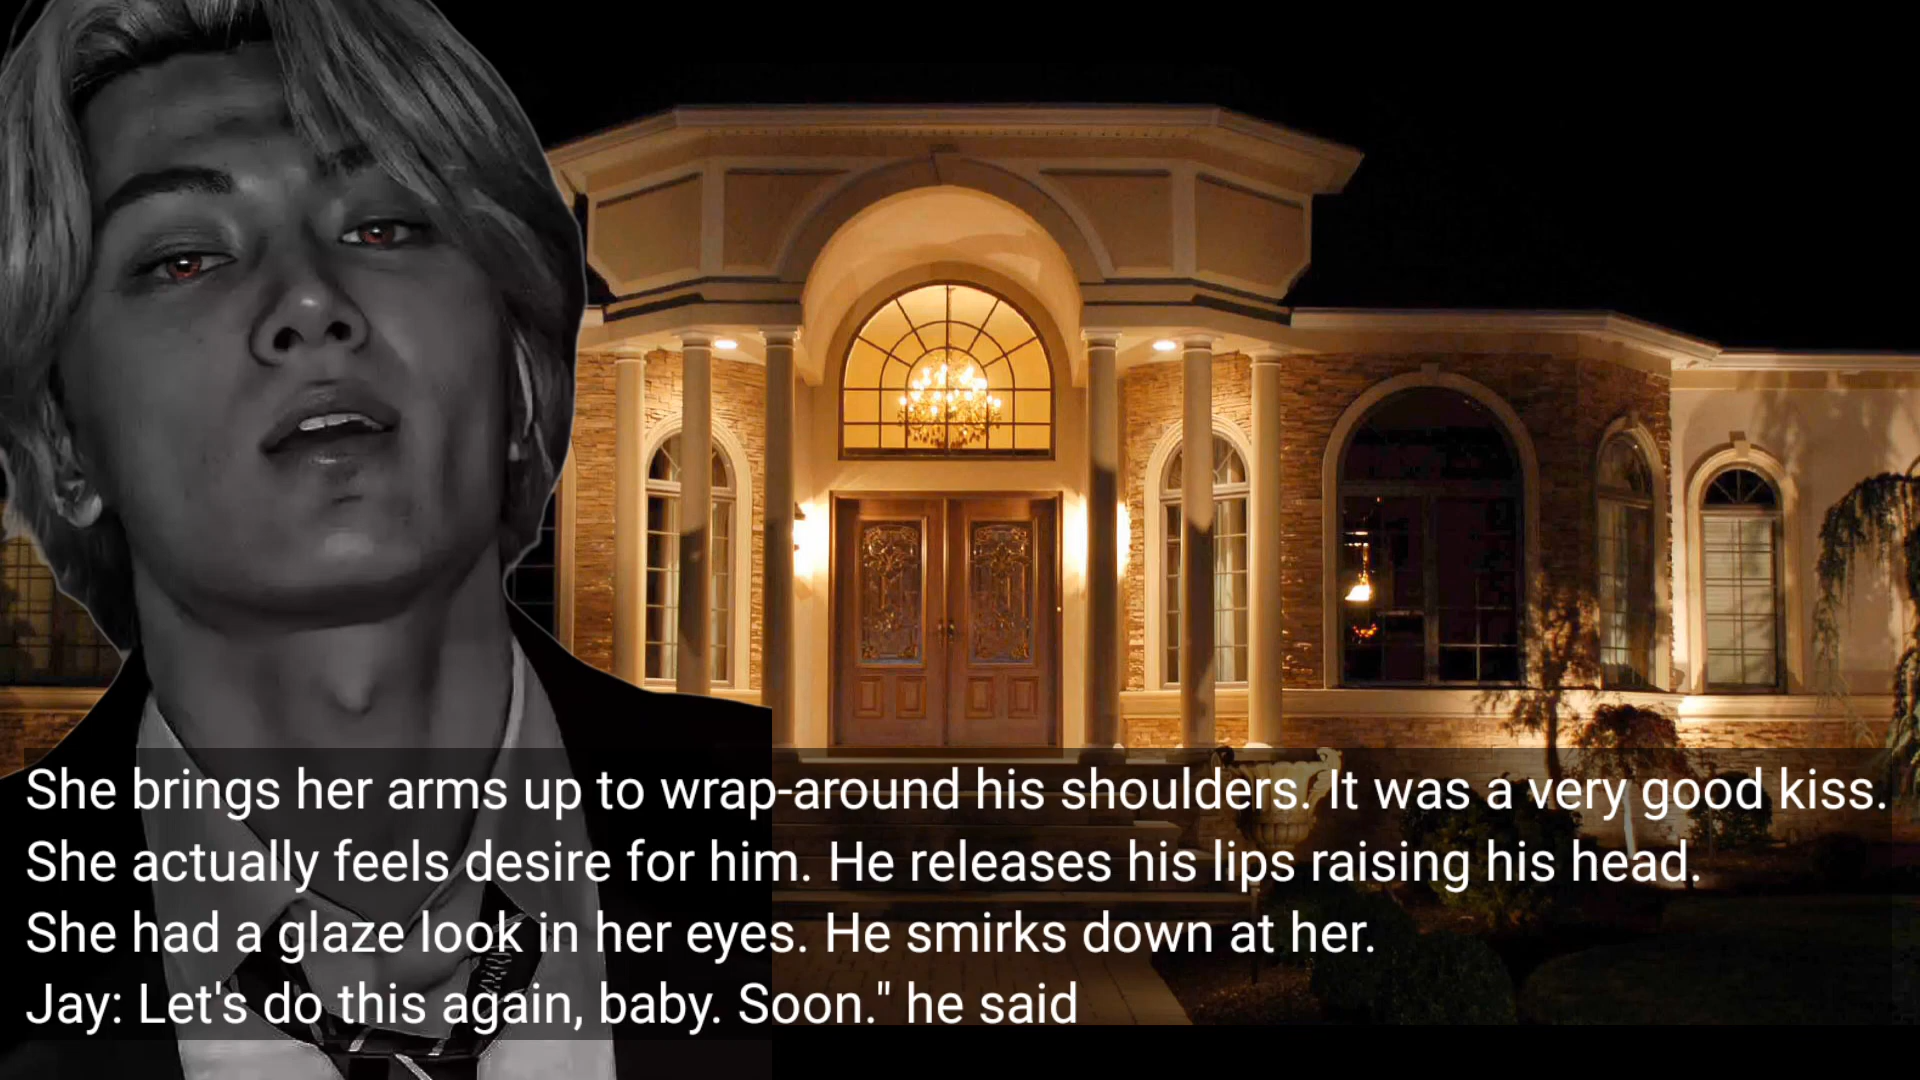 She brings her arms up to wrap-around his shoulders. It was a very good kiss.
She actually feels desire for him. He releases his lips raising his head.
She had a glaze look in her eyes. He smirks down at her.
Jay: Let's do this again, baby. Soon." he said